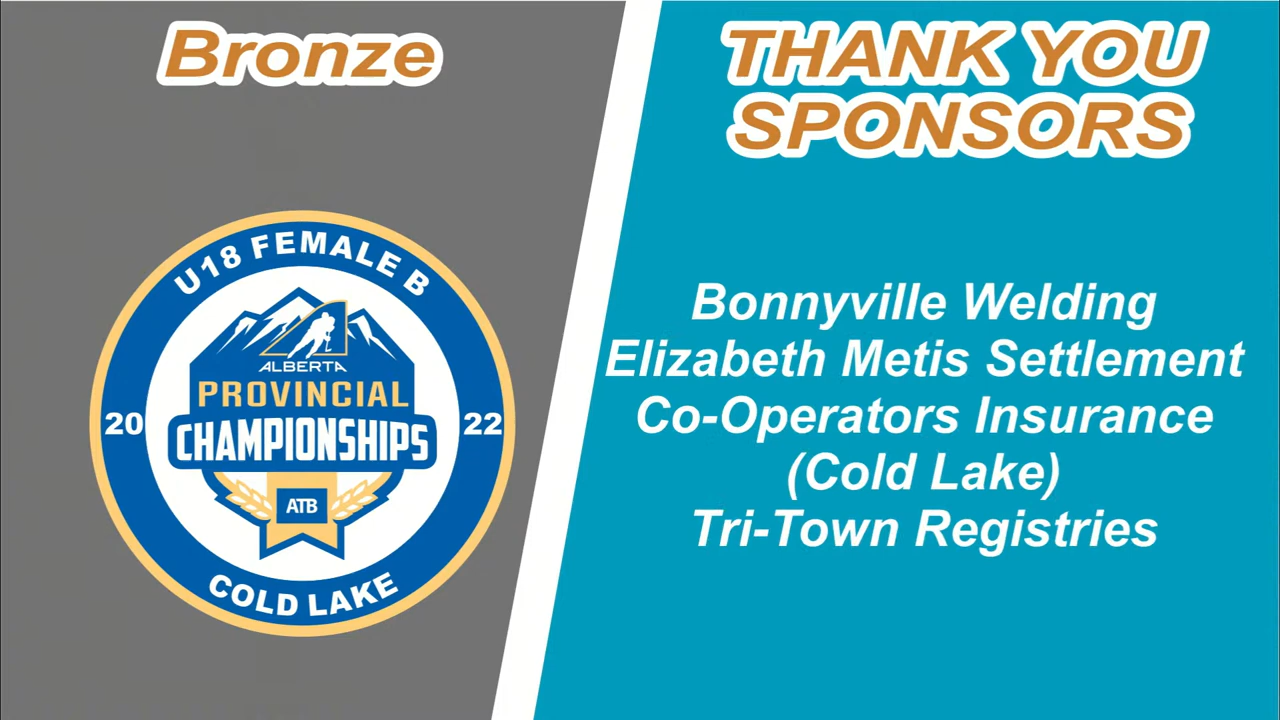 Bronze
THANK YOU
SPONSORS
U18 FEMALE B
ALBERTA
PROVINCIAL
20
22
CHAMPIONSHIPS
ATB
COLD LAKE
Bonnyville Welding
Elizabeth Metis Settlement
Co-Operators Insurance
(Cold Lake)
Tri-Town Registries